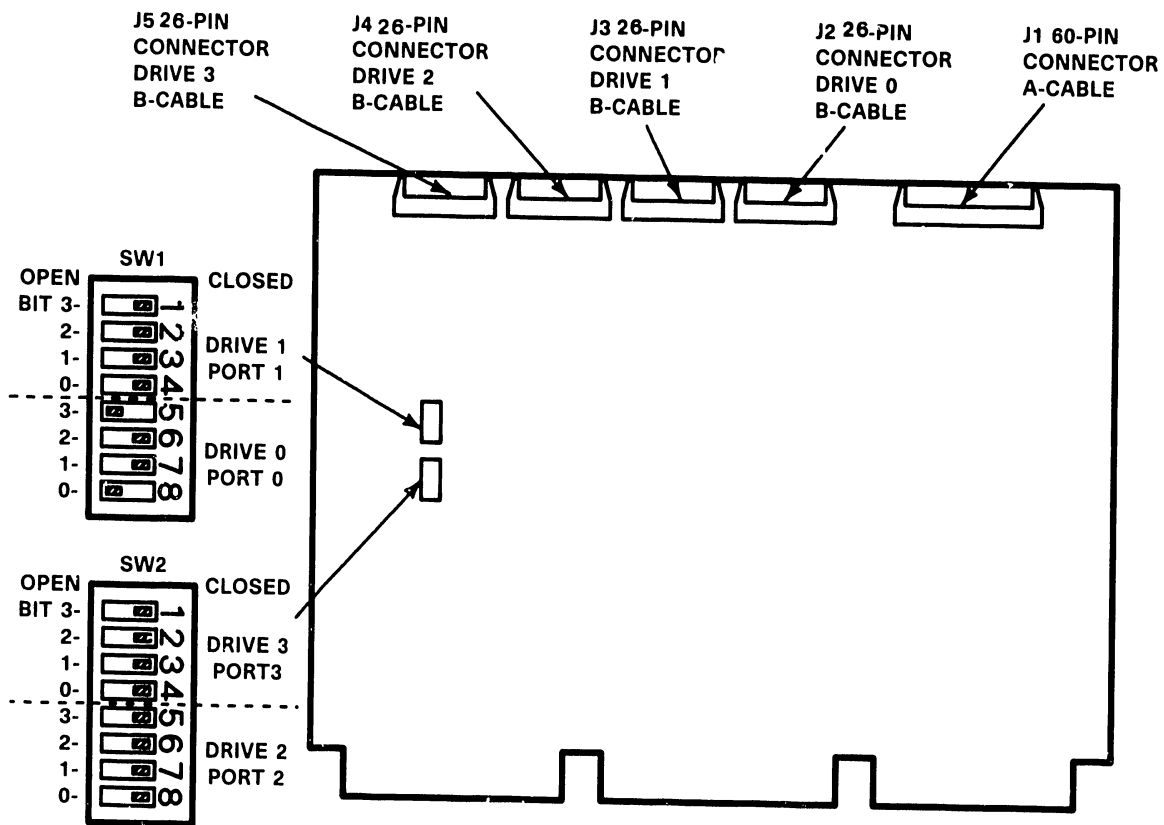 J5 26-PIN
CONNECTOR
DRIVE 3
B-CABLE
J4 26-PIN
CONNECTOR
DRIVE 2
B-CABLE
J3 26-PIN
CONNECTOR
DRIVE 1
B-CABLE
J2 26-PIN
CONNECTOR
DRIVE 0
B-CABLE
J1 60-PIN
CONNECTOR
A-CABLE
SW1
OPEN
CLOSED
BIT 3-
1
2-
2
1-
3
0-
4
DRIVE 1
PORT 1
3-
5
2-
6
1-
7
0-
8
DRIVE 0
PORT 0
SW2
OPEN
CLOSED
BIT 3-
1
2-
2
1-
3
0-
4
DRIVE 3
PORT3
3-
5
2-
6
1-
7
0-
8
DRIVE 2
PORT 2